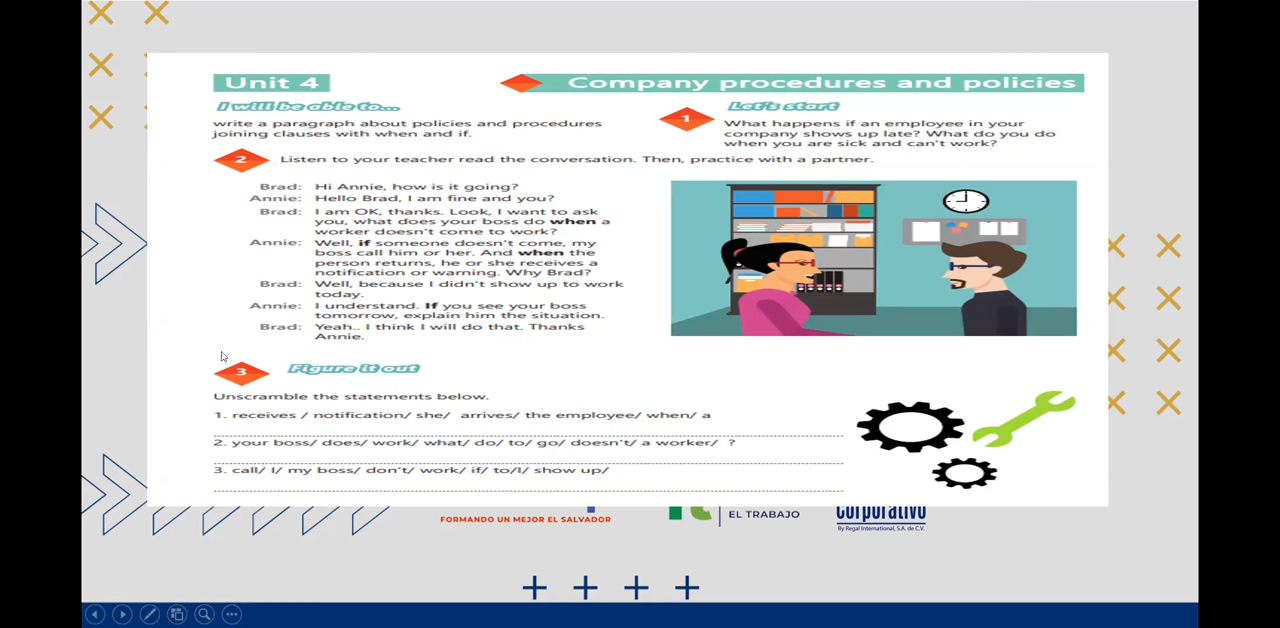 Unit 4
Company procedures and policies
I will be able to...
write a paragraph about policies and procedures
joining clauses with when and if.
1
Let's start
What happens if an employee in your
company shows up late? What do you do
when you are sick and can't work?
2
Listen to your teacher read the conversation. Then, practice with a partner.
Brad: Hi Annie, how is it going?
Annie: Hello Brad, I am fine and you?
Brad: I am OK, thanks. Look, I want to ask
you, what does your boss do when a
worker doesn't come to work?
Annie: Well, if someone doesn't come, my
boss call him or her. And when the
person returns, he or she receives a
notification or warning. Why Brad?
Brad: Well, because I didn't show up to work
today.
Annie: I understand. If you see your boss
tomorrow, explain him the situation.
Brad: Yeah.. I think I will do that. Thanks
Annie.
3
Figure it out
Unscramble the statements below.
1. receives / notification/ she/ arrives/ the employee/ when/ a
2. your boss/ does/ work/ what/ do/ to/ go/ doesn't/ a worker/ ?
3. call/ I/ my boss/ don't/ work/ if/ to/I/ show up/
FORMANDO UN MEJOR EL SALVADOR
EL TRABAJO
corporativo
By Regal International, S.A. de C.V.